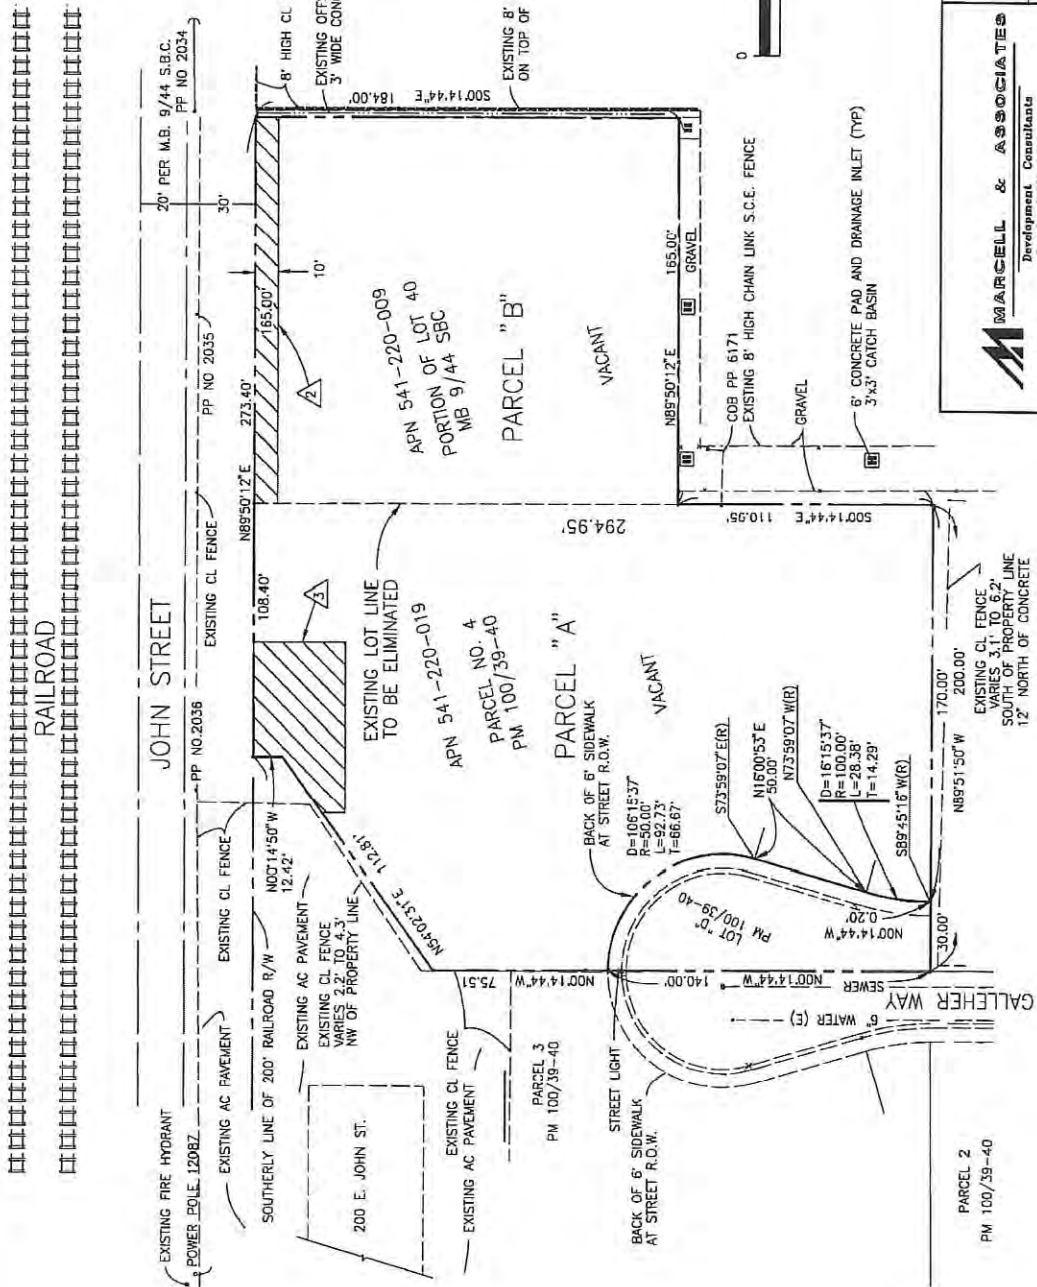 RAILROAD
JOHN STREET
20' PER M.B. 9/44 S.B.C.
PP NO 2034
30'
PP NO 2035
EXISTING CL FENCE
PP NO.2036
EXISTING FIRE HYDRANT
POWER POLE 1208Z
EXISTING AC PAVEMENT
EXISTING CL FENCE
SOUTHERLY LINE OF 200' RAILROAD R/W
8' HIGH CL
EXISTING OFF
3' WIDE CON
EXISTING 8'
ON TOP OF
S00°14'44"E 184.00'
N89°50'12"E 273.40'
165.00'
10'
2
108.40'
3
N00°14'50"W
12.42'
N54°02'31"E 112.81'
EXISTING AC PAVEMENT
EXISTING CL FENCE
VARIES 2.2' TO 4.3'
NW OF PROPERTY LINE
200 E. JOHN ST.
APN 541-220-009
PORTION OF LOT 40
MB 9/44 SBC
PARCEL "B"
VACANT
EXISTING LOT LINE
TO BE ELIMINATED
APN 541-220-019
PARCEL NO. 4
PM 100/39-40
PARCEL "A"
VACANT
294.95'
N89°50'12"E 165.00'
GRAVEL
COB PP 6171
EXISTING 8' HIGH CHAIN LINK S.C.E. FENCE
GRAVEL
6' CONCRETE PAD AND DRAINAGE INLET (TYP)
3'x3' CATCH BASIN
S00°14'44"E 110.95'
EXISTING CL FENCE
EXISTING AC PAVEMENT
75.51
N00°14'44"W
PARCEL 3
PM 100/39-40
STREET LIGHT
BACK OF 6' SIDEWALK
AT STREET R.O.W.
BACK OF 6' SIDEWALK
AT STREET R.O.W.
D=106°15'37"
R=50.00'
L=92.73'
T=66.67'
S73°59'07"E(R)
N16°00'53"E
50.00'
N73°59'07"W(R)
D=16°15'37"
R=100.00'
L=28.38'
T=14.29'
S89°45'16"W(R)
LOT "D"
PM 100/39-40
140.00'
N00°14'44"W
N00°14'44"W
0.20'
SEWER
6" WATER (E)
GALLEHER WAY
30.00'
170.00'
N89°51'50"W 200.00'
EXISTING CL FENCE
VARIES 3.1' TO 6.2'
SOUTH OF PROPERTY LINE
12" NORTH OF CONCRETE
PARCEL 2
PM 100/39-40
0
MARCELL & ASSOCIATES
Development Consultants